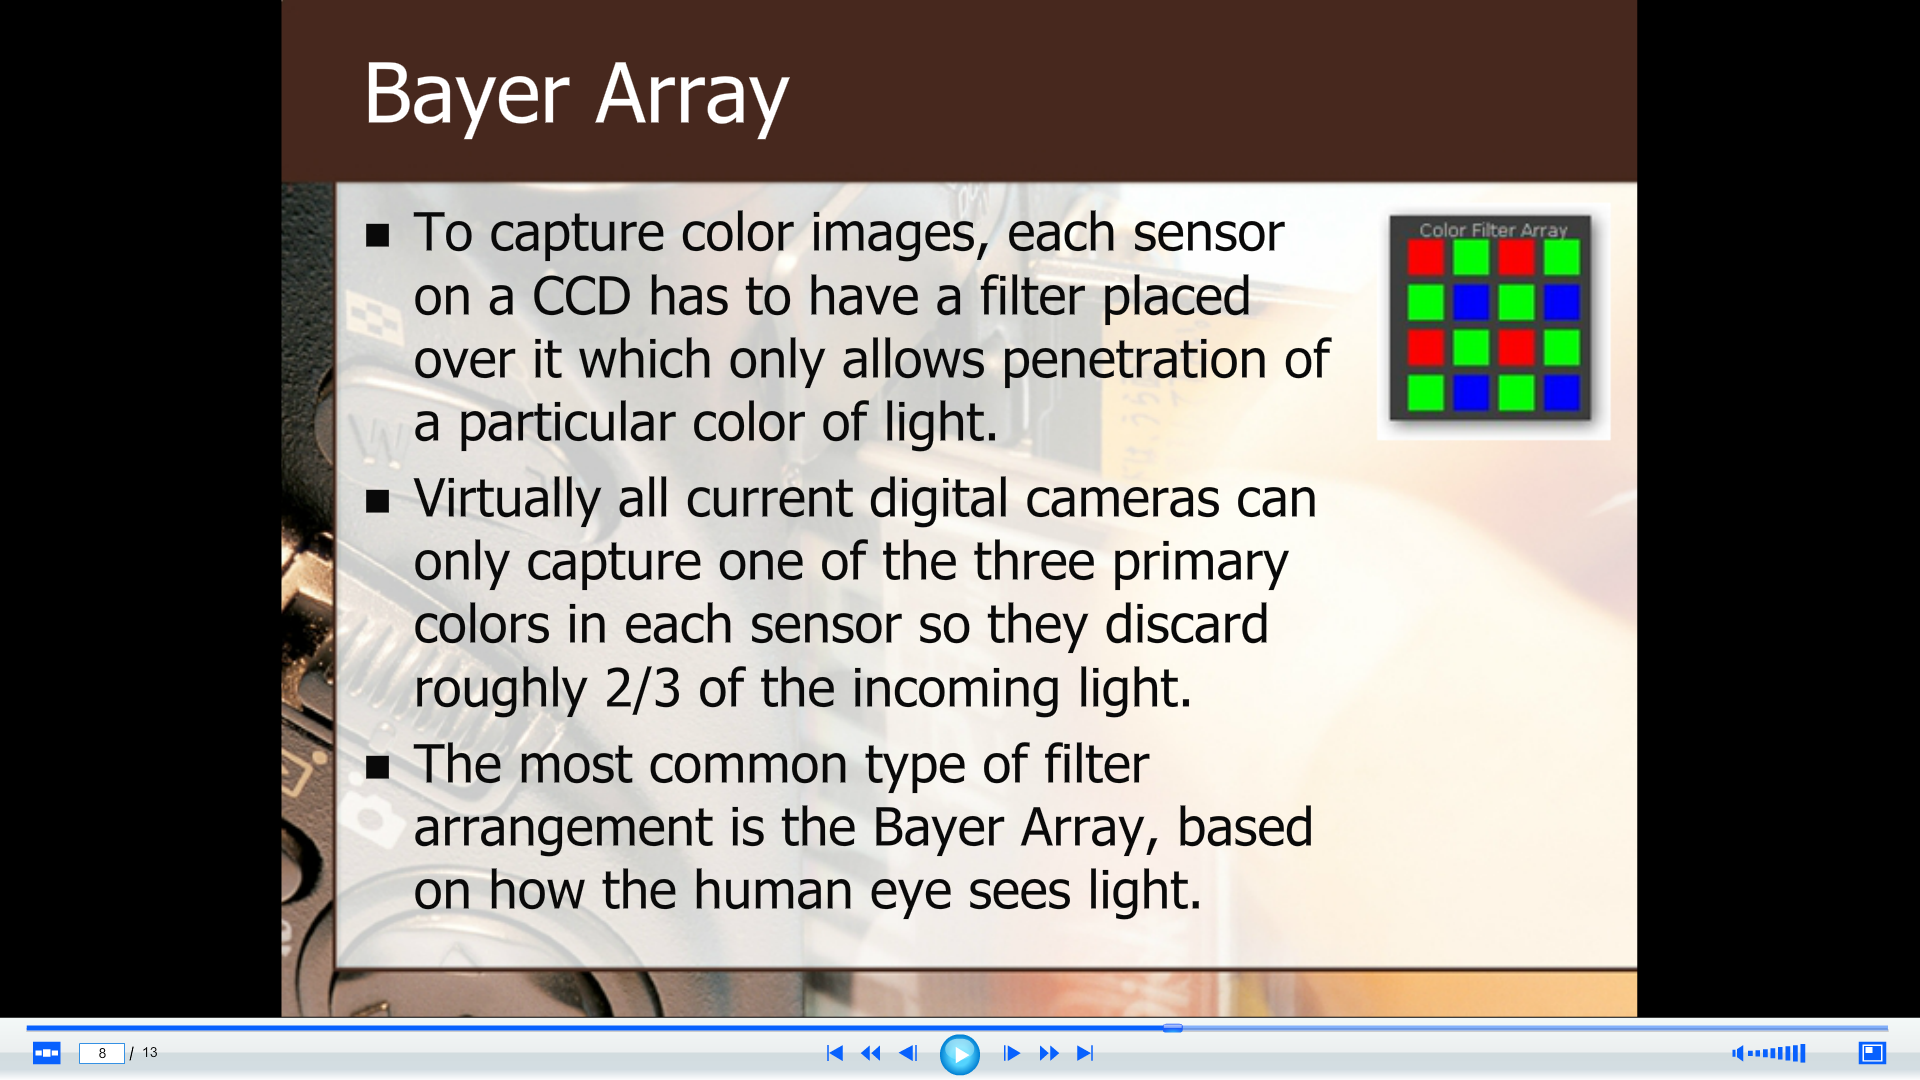 Bayer Array
Color Filter Array
■ To capture color images, each sensor
on a CCD has to have a filter placed
over it which only allows penetration of
a particular color of light.
■ Virtually all current digital cameras can
only capture one of the three primary
colors in each sensor so they discard
roughly 2/3 of the incoming light.
■ The most common type of filter
arrangement is the Bayer Array, based
on how the human eye sees light.
8 / 13